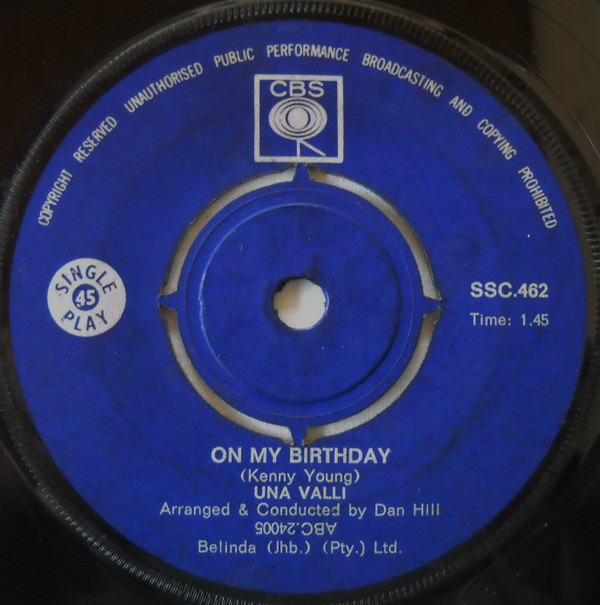 COPYRIGHT RESERVED UNAUTHORISED PUBLIC PERFORMANCE BROADCASTING AND COPYING PROHIBITED
CBS
SINGLE
45
PLAY
SSC.462
Time: 1.45
ON MY BIRTHDAY
(Kenny Young)
UNA VALLI
Arranged & Conducted by Dan Hill
ABC.24005
Belinda (Jhb.) (Pty.) Ltd.